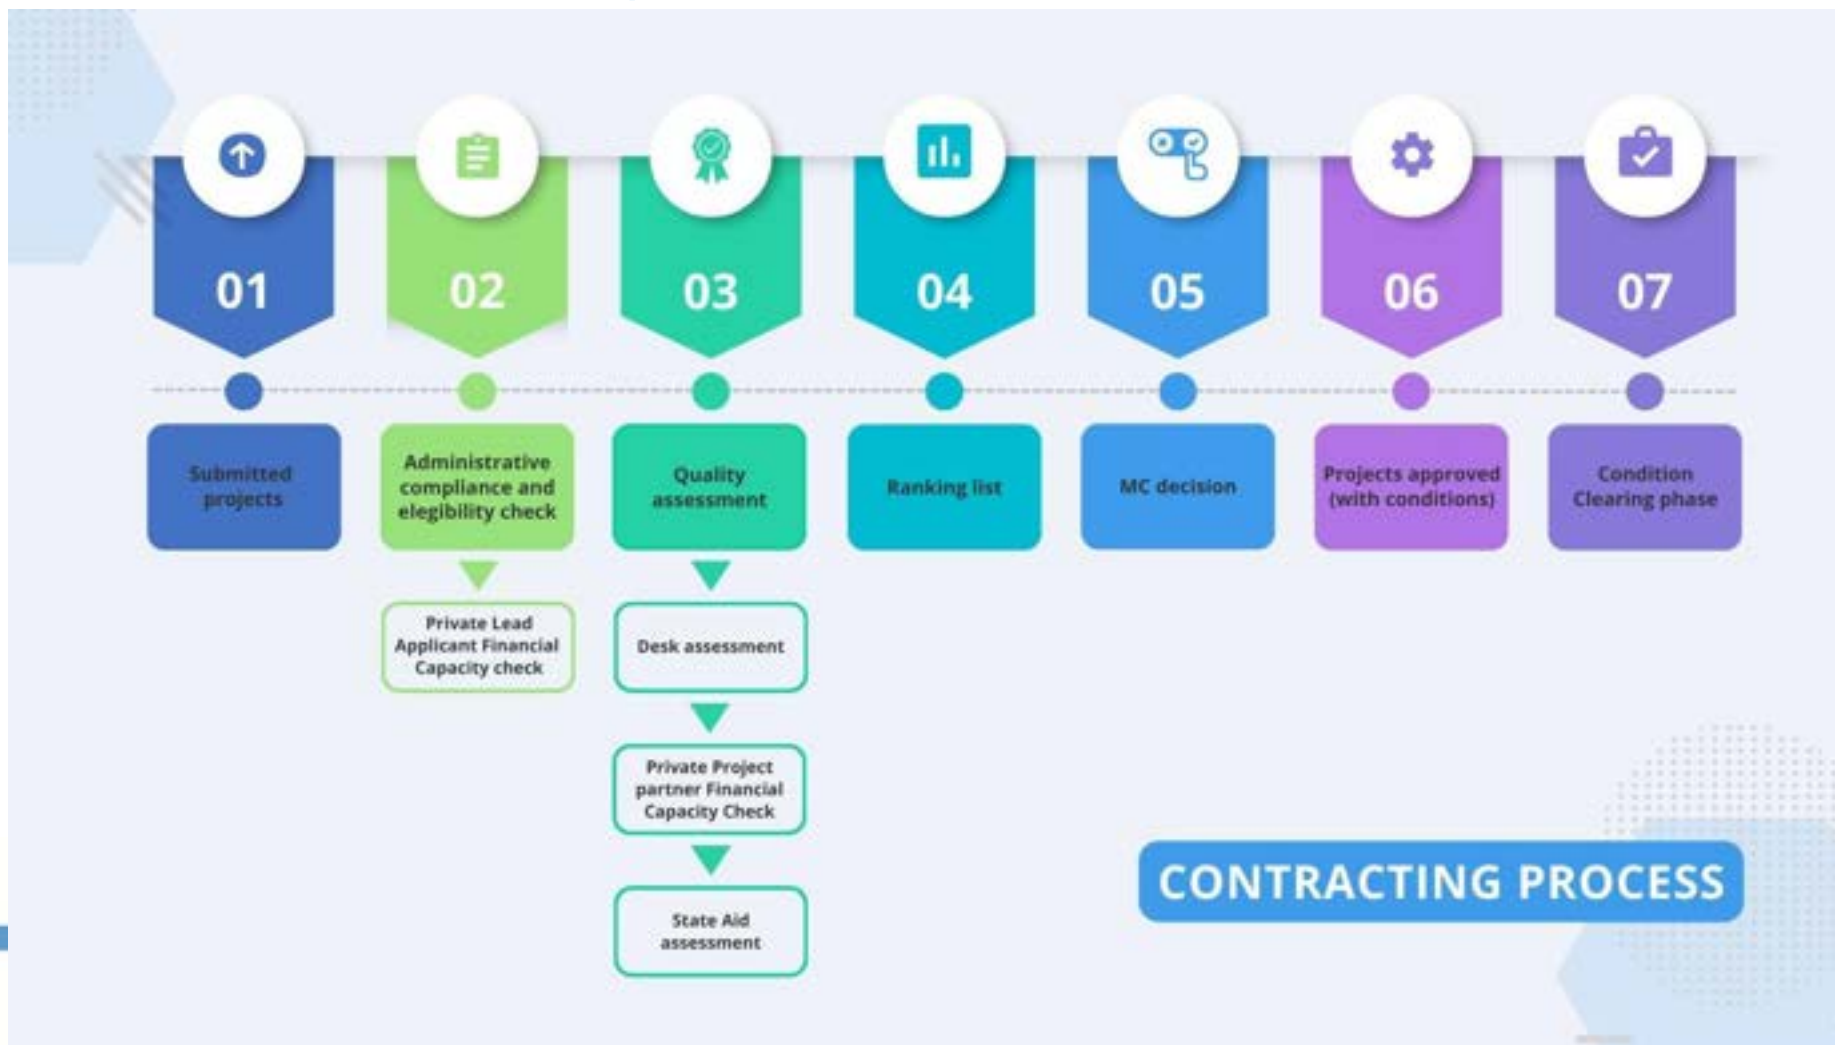 01
02
03
04
05
06
07
Submitted
projects
Administrative
compliance and
elegibility check
Quality
assessment
Ranking list
MC decision
Projects approved
(with conditions)
Condition
Clearing phase
Private Lead
Applicant Financial
Capacity check
Desk assessment
Private Project
partner Financial
Capacity Check
State Aid
assessment
CONTRACTING PROCESS